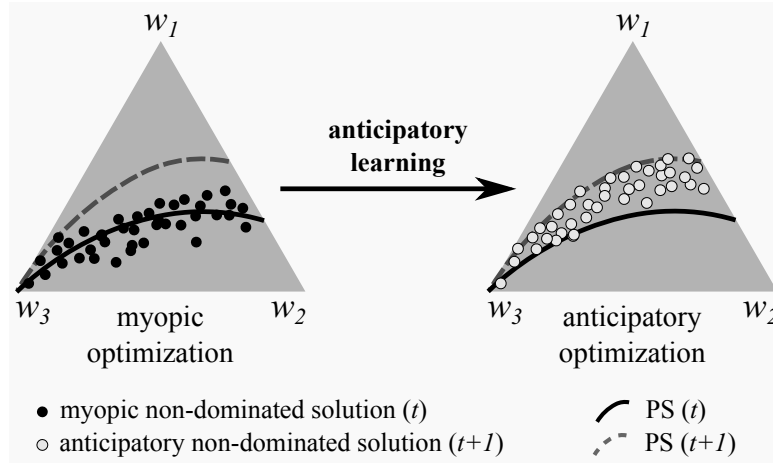 w1
w1
anticipatory
learning
w3
w2
w3
w2
myopic
optimization
anticipatory
optimization
myopic non-dominated solution (t)
PS (t)
anticipatory non-dominated solution (t+1)
PS (t+1)